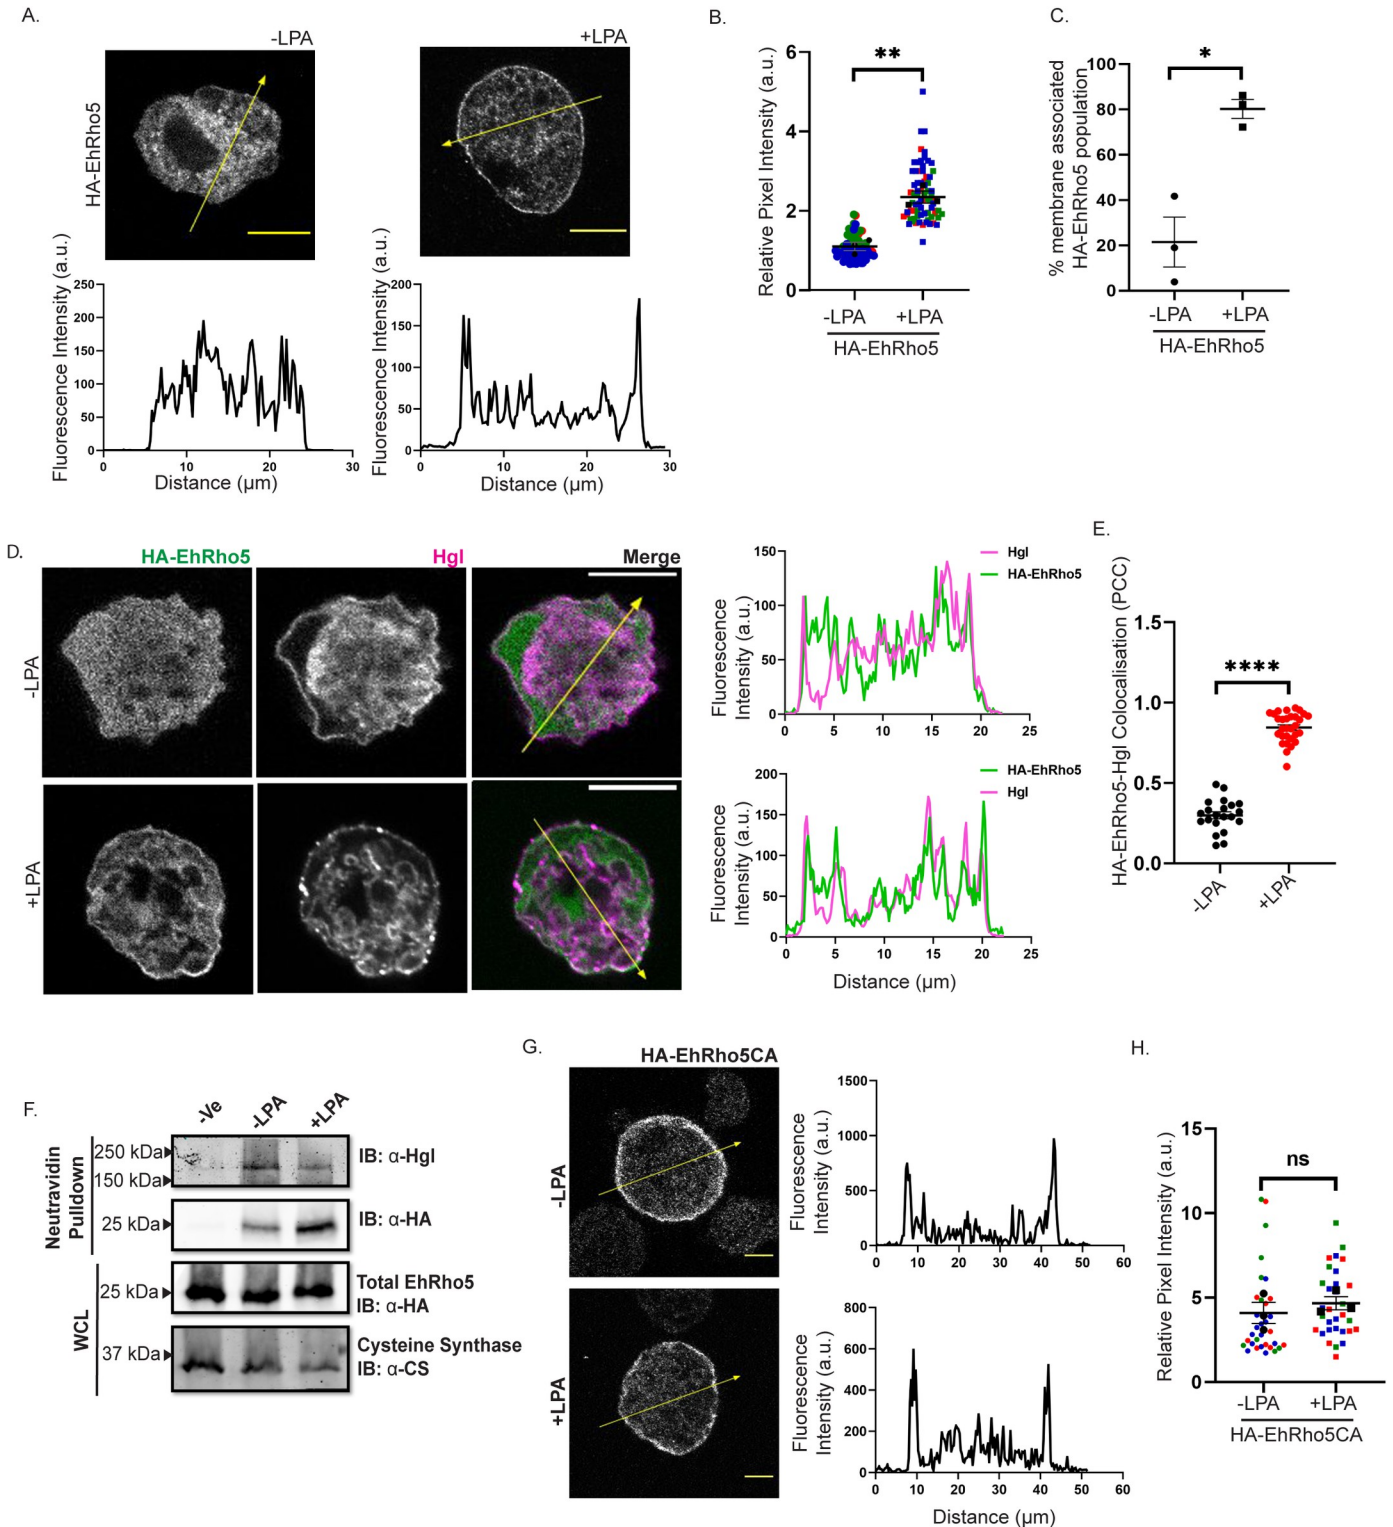 A.
-LPA
+LPA
HA-EhRho5
Fluorescence Intensity (a.u.)
250
200
150
100
50
0
0 10 20 30
Distance (µm)
Fluorescence Intensity (a.u.)
200
150
100
50
0
0 10 20 30
Distance (µm)
B.
Relative Pixel Intensity (a.u.)
6
4
2
0
**
-LPA +LPA
HA-EhRho5
C.
% membrane associated
HA-EhRho5 population
100
80
60
40
20
0
*
-LPA +LPA
HA-EhRho5
D.
HA-EhRho5
Hgl
Merge
-LPA
+LPA
Fluorescence
Intensity (a.u.)
150
100
50
0
Hgl
HA-EhRho5
0 5 10 15 20 25
Fluorescence
Intensity (a.u.)
200
150
100
50
0
HA-EhRho5
Hgl
0 5 10 15 20 25
Distance (µm)
E.
HA-EhRho5-Hgl Colocalisation (PCC)
1.5
1.0
0.5
0.0
****
-LPA +LPA
F.
-Ve -LPA +LPA
Neutravidin
Pulldown
250 kDa
150 kDa
IB: α-Hgl
25 kDa
IB: α-HA
WCL
25 kDa
Total EhRho5
IB: α-HA
37 kDa
Cysteine Synthase
IB: α-CS
G.
HA-EhRho5CA
-LPA
+LPA
Fluorescence
Intensity (a.u.)
1500
1000
500
0
0 10 20 30 40 50 60
Fluorescence
Intensity (a.u.)
800
600
400
200
0
0 10 20 30 40 50 60
Distance (µm)
H.
Relative Pixel Intensity (a.u.)
15
10
5
0
ns
-LPA +LPA
HA-EhRho5CA